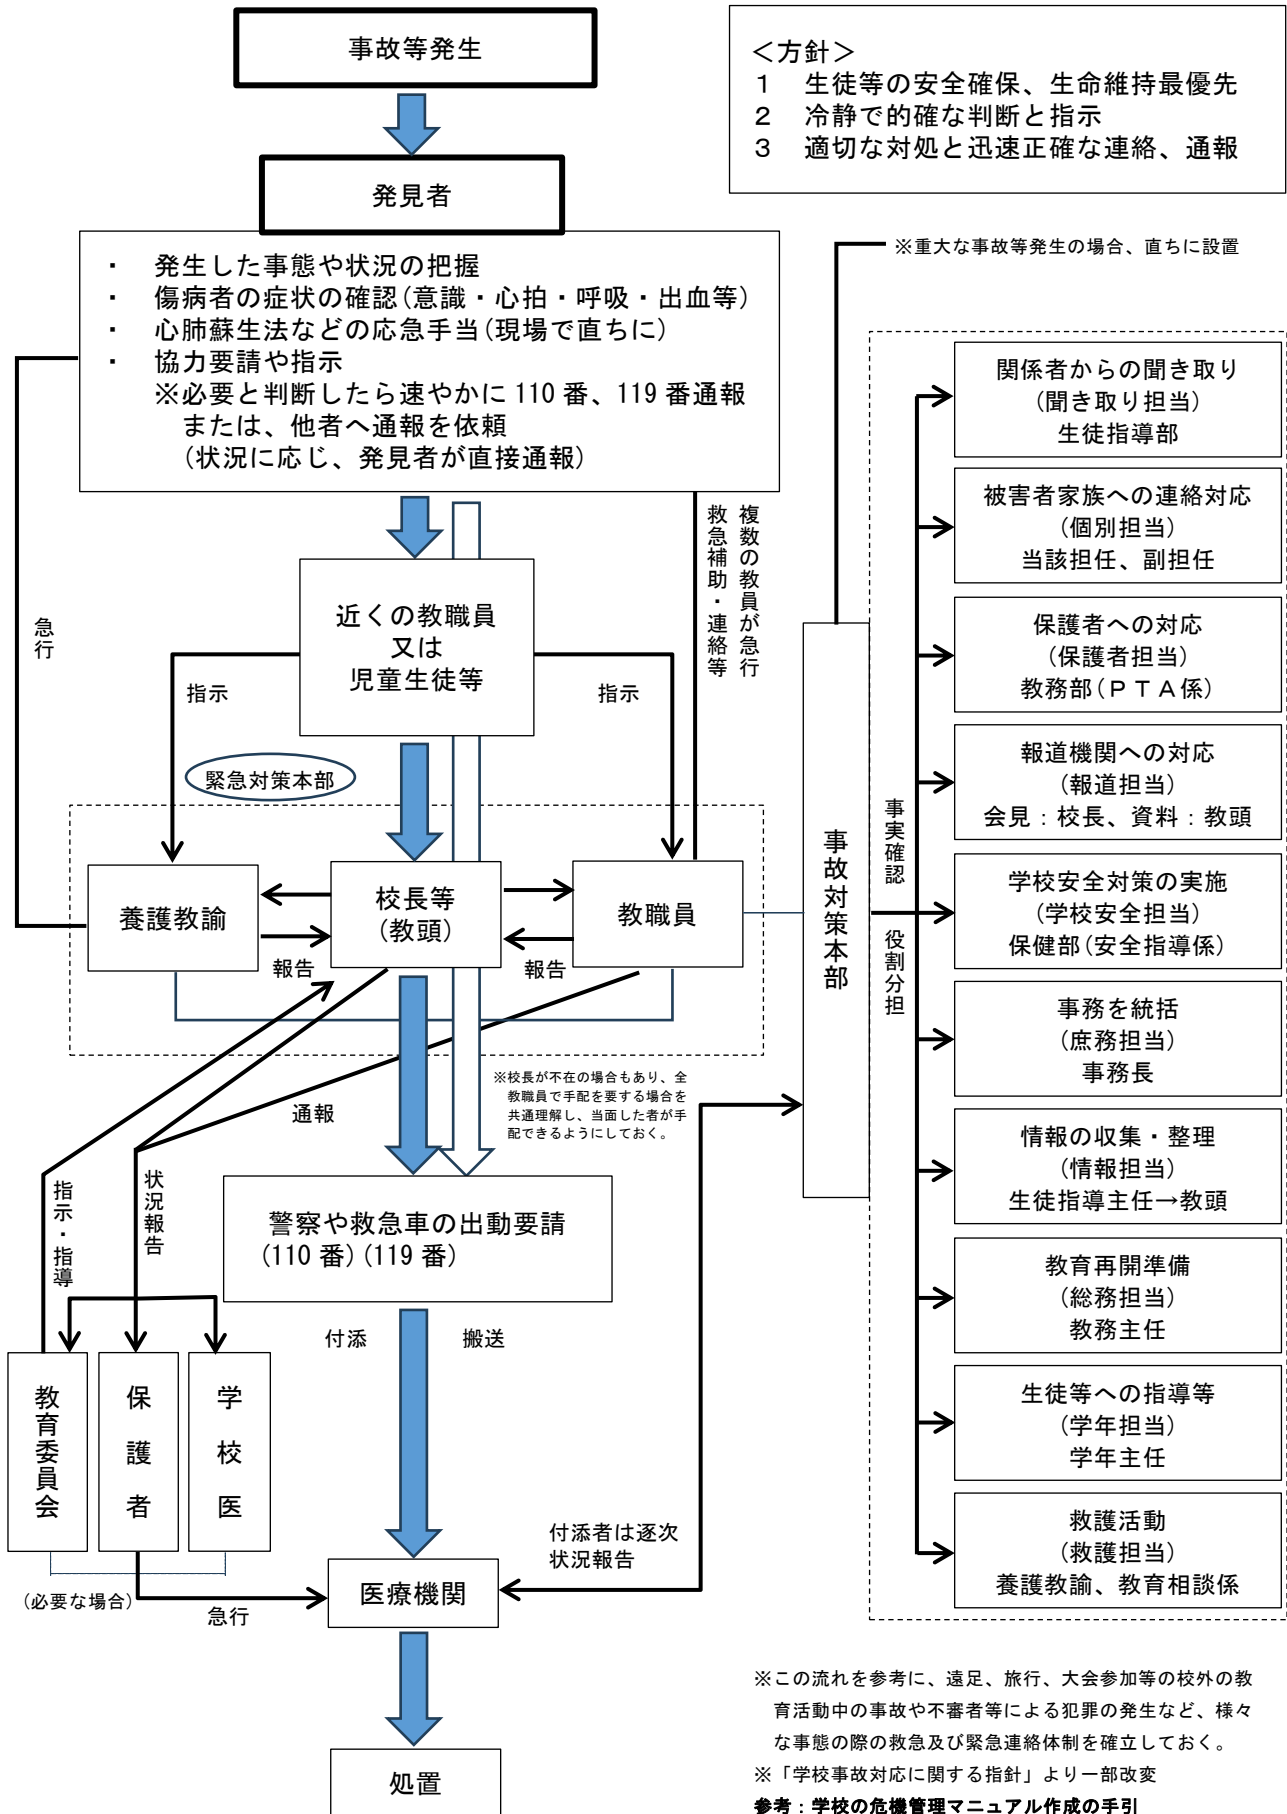 事故等発生
＜方針＞
１　生徒等の安全確保、生命維持最優先
２　冷静で的確な判断と指示
３　適切な対処と迅速正確な連絡、通報
発見者
・　発生した事態や状況の把握
・　傷病者の症状の確認(意識・心拍・呼吸・出血等)
・　心肺蘇生法などの応急手当(現場で直ちに)
・　協力要請や指示
※必要と判断したら速やかに 110 番、119 番通報
または、他者へ通報を依頼
(状況に応じ、発見者が直接通報)
急行
複数の教員が急行
救急補助・連絡等
近くの教職員
又は
児童生徒等
指示
指示
緊急対策本部
養護教諭
校長等
(教頭)
教職員
報告
報告
※校長が不在の場合もあり、全
教職員で手配を要する場合を
共通理解し、当面した者が手
配できるようにしておく。
通報
指示・指導
状況報告
警察や救急車の出動要請
(110 番)(119 番)
付添
搬送
教育委員会
保護者
学校医
(必要な場合)
急行
付添者は逐次
状況報告
医療機関
処置
※重大な事故等発生の場合、直ちに設置
事故対策本部
事実確認
役割分担
関係者からの聞き取り
(聞き取り担当)
生徒指導部
被害者家族への連絡対応
(個別担当)
当該担任、副担任
保護者への対応
(保護者担当)
教務部(ＰＴＡ係)
報道機関への対応
(報道担当)
会見：校長、資料：教頭
学校安全対策の実施
(学校安全担当)
保健部(安全指導係)
事務を統括
(庶務担当)
事務長
情報の収集・整理
(情報担当)
生徒指導主任→教頭
教育再開準備
(総務担当)
教務主任
生徒等への指導等
(学年担当)
学年主任
救護活動
(救護担当)
養護教諭、教育相談係
※この流れを参考に、遠足、旅行、大会参加等の校外の教
育活動中の事故や不審者等による犯罪の発生など、様々
な事態の際の救急及び緊急連絡体制を確立しておく。
※「学校事故対応に関する指針」より一部改変
参考：学校の危機管理マニュアル作成の手引